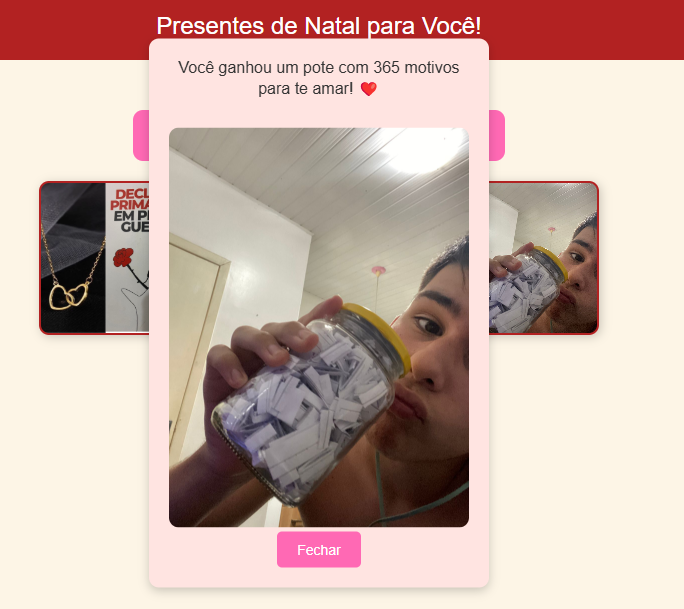 Presentes de Natal para Você!
Você ganhou um pote com 365 motivos
para te amar! ❤️
DECL
PRIMA
EM P
GUE
Fechar